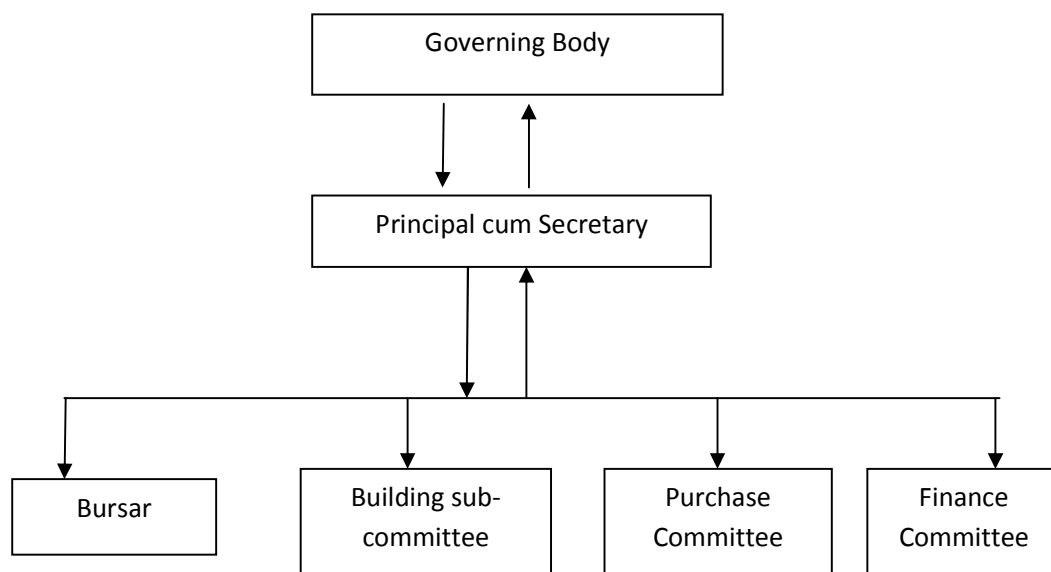 Governing Body
Principal cum Secretary
Bursar
Building sub-
committee
Purchase
Committee
Finance
Committee